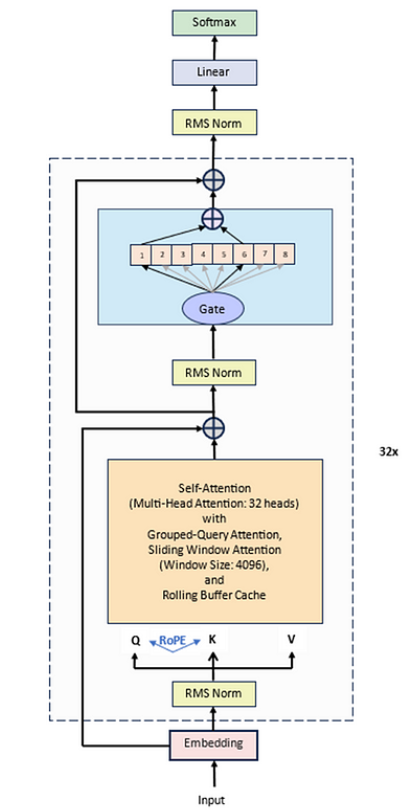 Softmax
Linear
RMS Norm
1 2 3 4 5 6 7 8
Gate
RMS Norm
32x
Self-Attention
(Multi-Head Attention: 32 heads)
with
Grouped-Query Attention,
Sliding Window Attention
(Window Size: 4096),
and
Rolling Buffer Cache
Q RoPE K V
RMS Norm
Embedding
Input